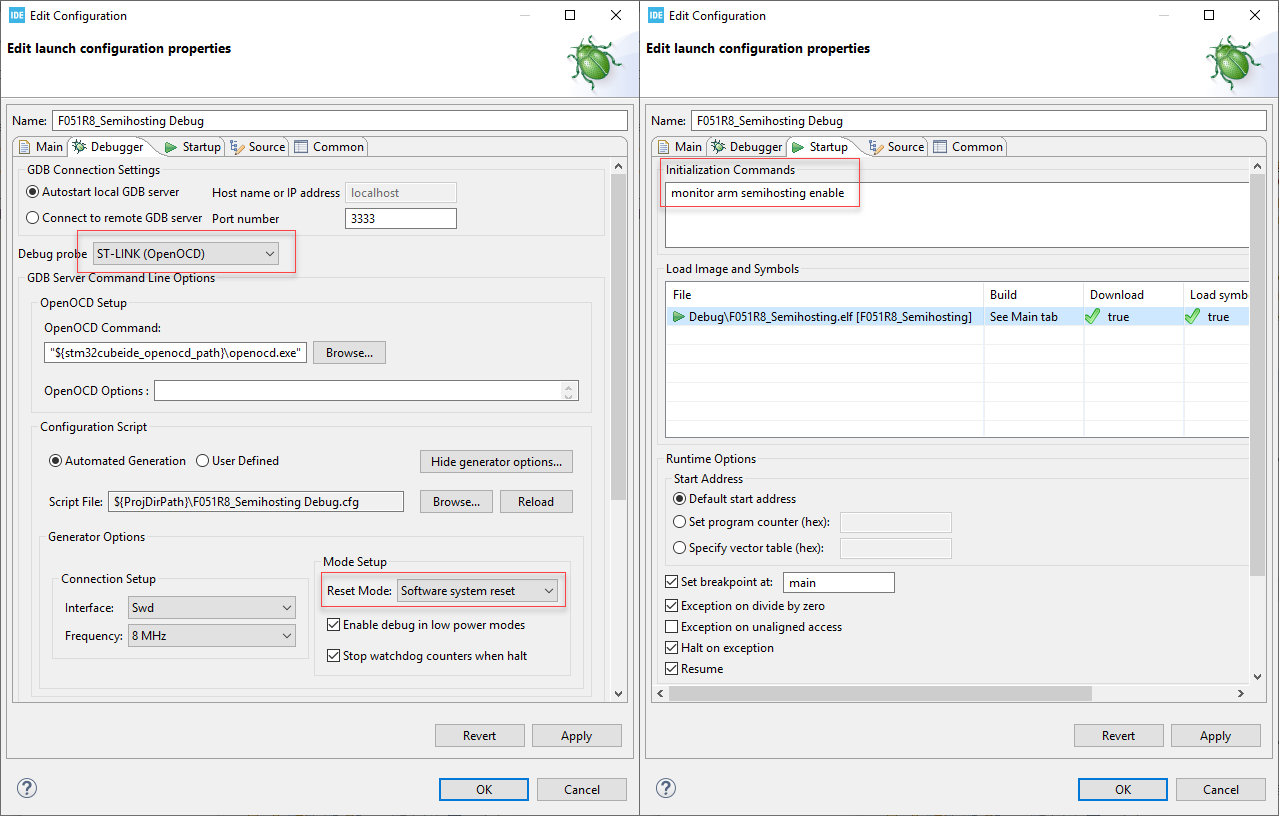 IDE Edit Configuration
Edit launch configuration properties
Name: F051R8_Semihosting Debug
Main Debugger Startup Source Common
GDB Connection Settings
Autostart local GDB server Host name or IP address localhost
Connect to remote GDB server Port number 3333
Debug probe ST-LINK (OpenOCD)
GDB Server Command Line Options
OpenOCD Setup
OpenOCD Command:
"${stm32cubeide_openocd_path}\openocd.exe" Browse...
OpenOCD Options :
Configuration Script
Automated Generation User Defined Hide generator options...
Script File: ${ProjDirPath}\F051R8_Semihosting Debug.cfg Browse... Reload
Generator Options
Connection Setup
Interface: Swd
Frequency: 8 MHz
Mode Setup
Reset Mode: Software system reset
Enable debug in low power modes
Stop watchdog counters when halt
Revert Apply
? OK Cancel
IDE Edit Configuration
Edit launch configuration properties
Name: F051R8_Semihosting Debug
Main Debugger Startup Source Common
Initialization Commands
monitor arm semihosting enable
Load Image and Symbols
File Build Download Load symb
Debug\F051R8_Semihosting.elf [F051R8_Semihosting] See Main tab true true
Runtime Options
Start Address
Default start address
Set program counter (hex):
Specify vector table (hex):
Set breakpoint at: main
Exception on divide by zero
Exception on unaligned access
Halt on exception
Resume
Revert Apply
? OK Cancel